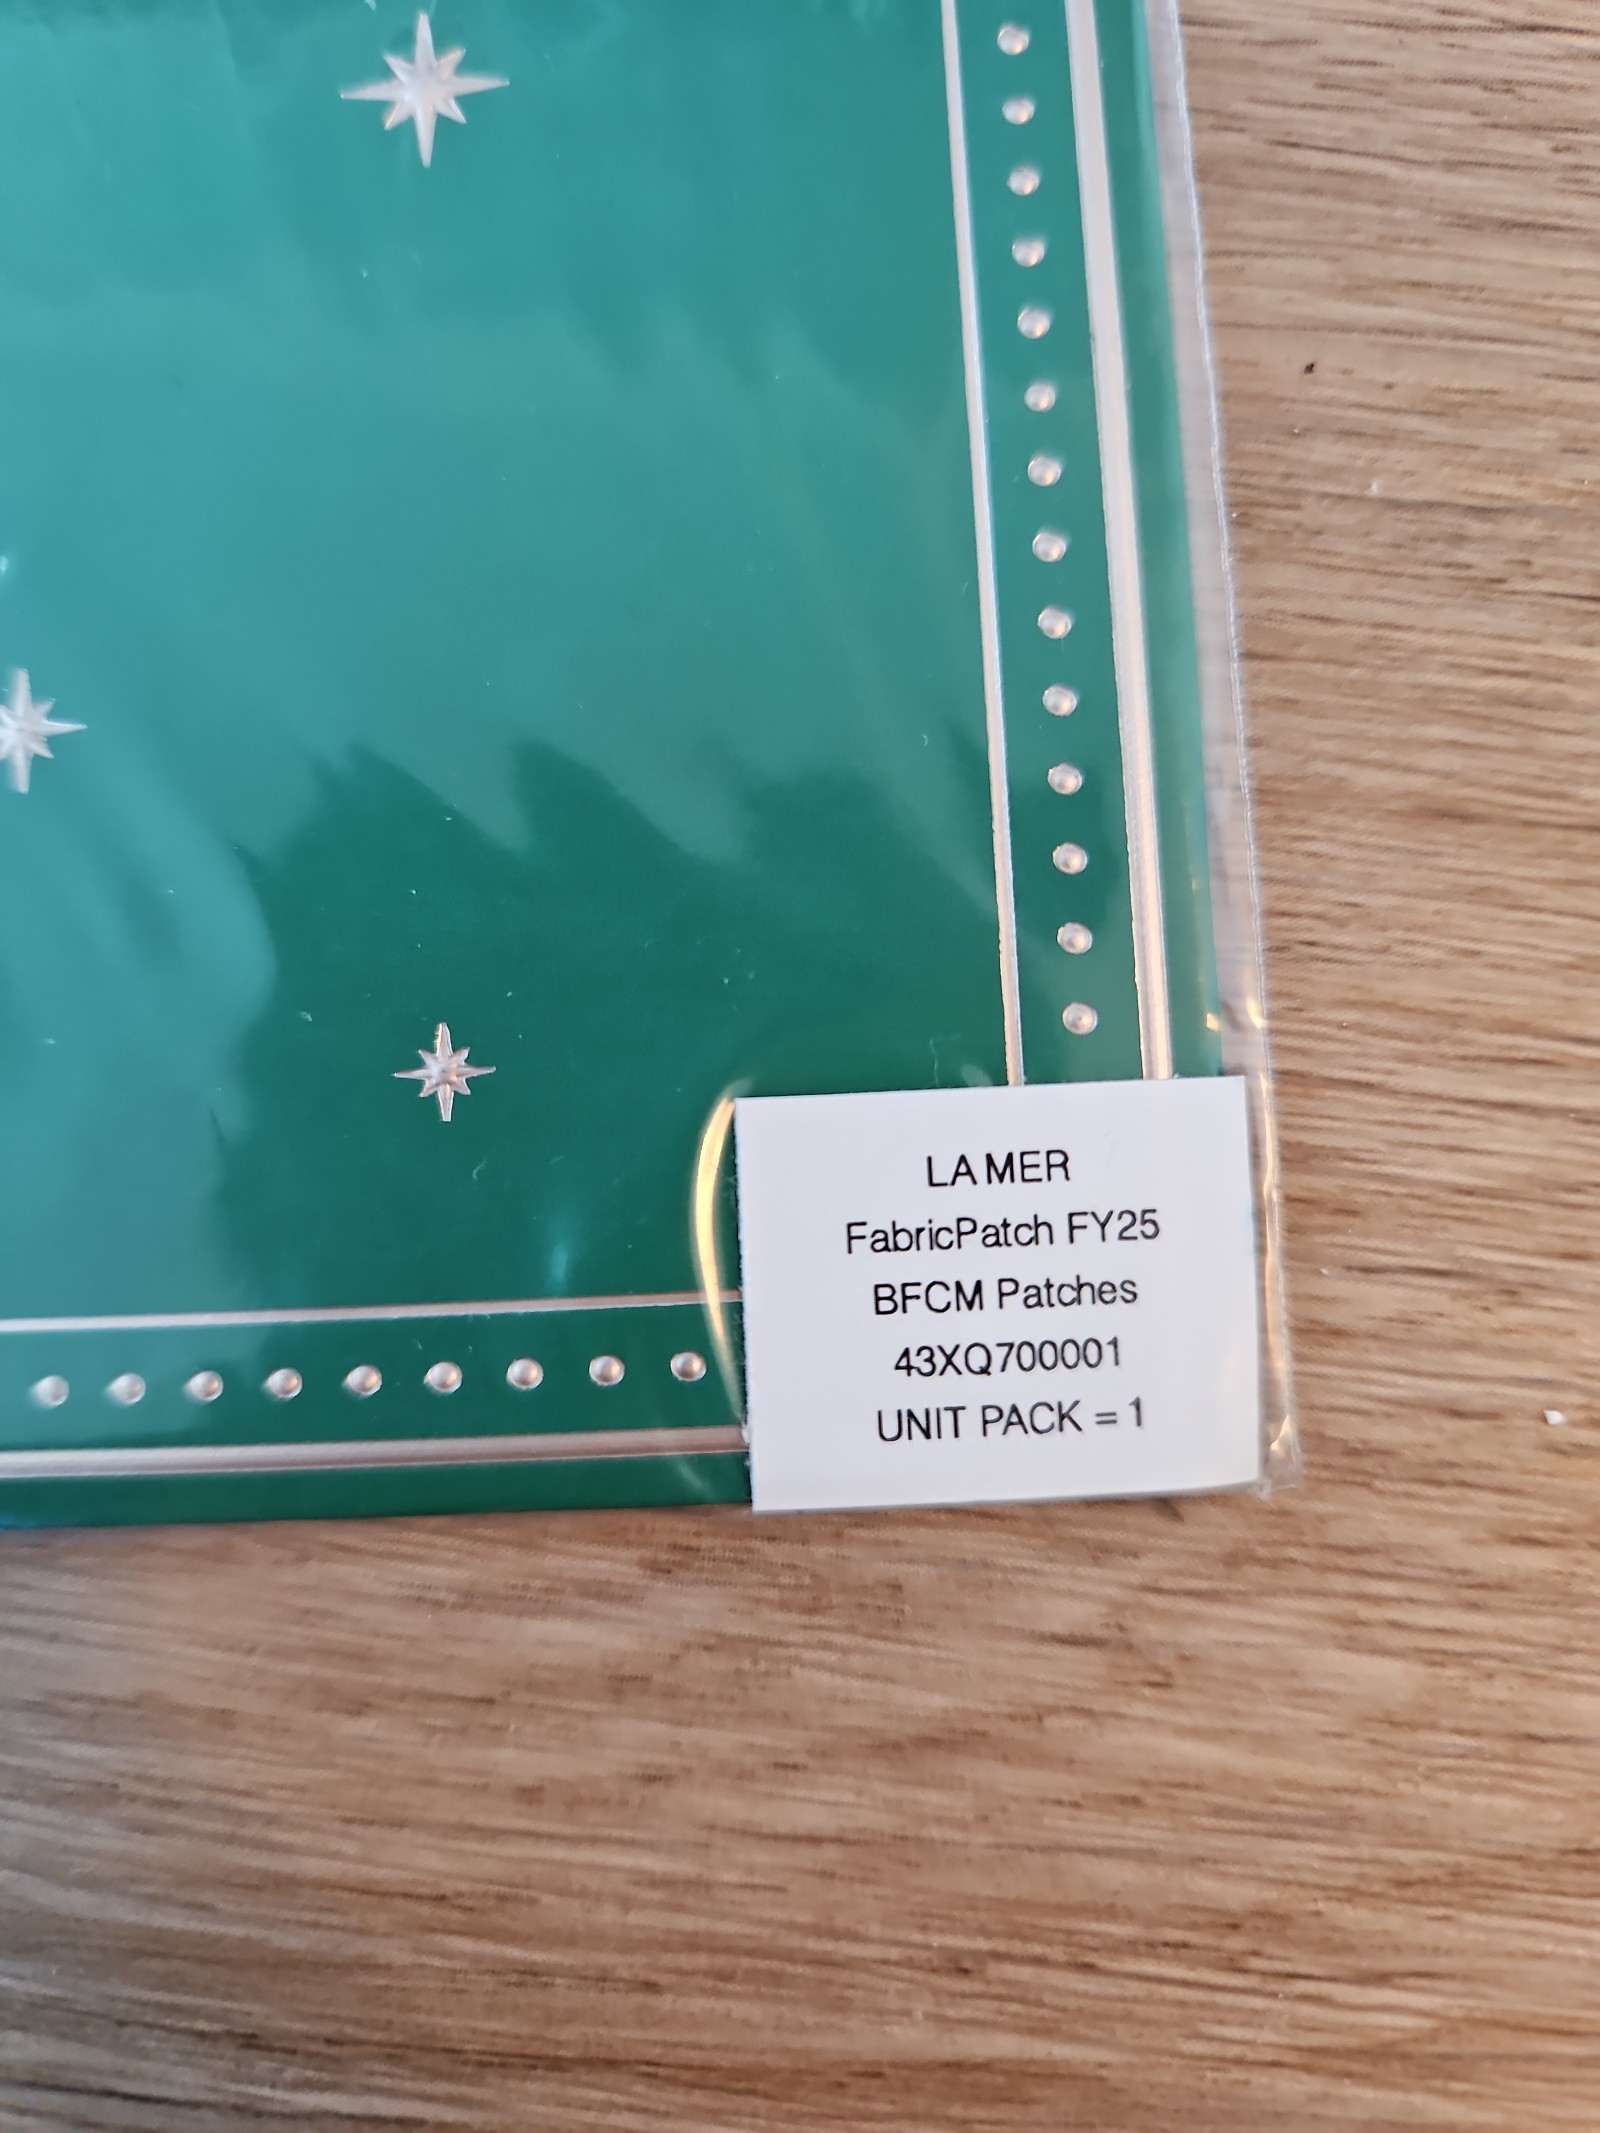 LA MER
FabricPatch FY25
BFCM Patches
43XQ700001
UNIT PACK = 1